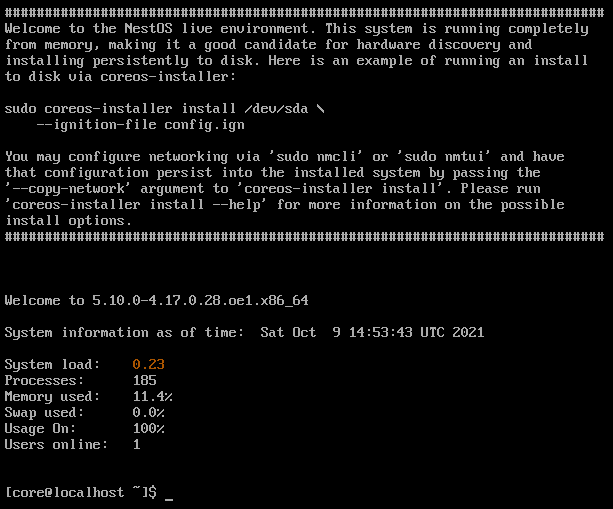 ###########################################################################
Welcome to the NestOS live environment. This system is running completely
from memory, making it a good candidate for hardware discovery and
installing persistently to disk. Here is an example of running an install
to disk via coreos-installer:
sudo coreos-installer install /dev/sda \
    --ignition-file config.ign
You may configure networking via 'sudo nmcli' or 'sudo nmtui' and have
that configuration persist into the installed system by passing the
'--copy-network' argument to 'coreos-installer install'. Please run
'coreos-installer install --help' for more information on the possible
install options.
###########################################################################
Welcome to 5.10.0-4.17.0.28.oe1.x86_64
System information as of time:  Sat Oct  9 14:53:43 UTC 2021
System load:    0.23
Processes:      185
Memory used:    11.4%
Swap used:      0.0%
Usage On:       100%
Users online:   1
[core@localhost ~]$ _